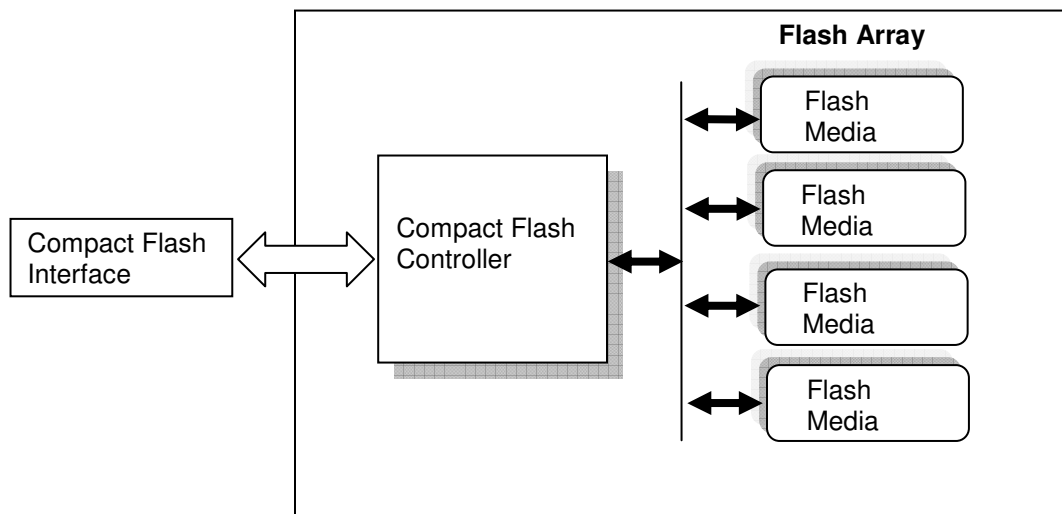 Flash Array
Flash
Media
Flash
Media
Compact Flash
Controller
Compact Flash
Interface
Flash
Media
Flash
Media